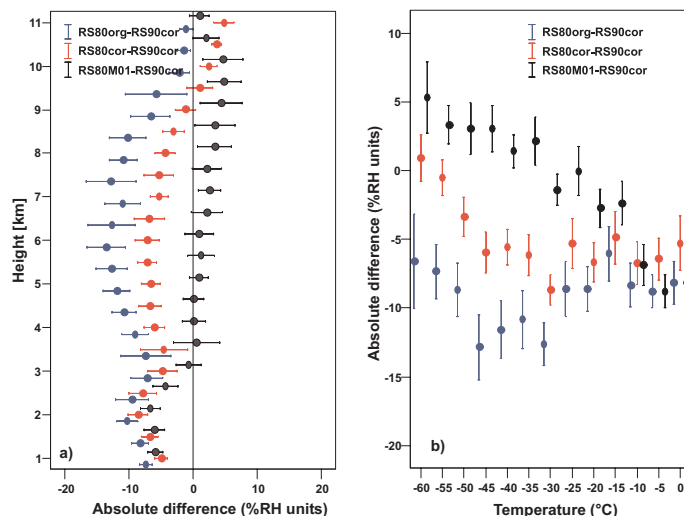 RS80org-RS90cor
RS80cor-RS90cor
RS80M01-RS90cor
Height [km]
11
10
9
8
7
6
5
4
3
2
1
a)
20
-10
0
10
20
Absolute difference (%RH units)
RS80org-RS90cor
RS80cor-RS90cor
RS80M01-RS90cor
Absolute difference (%RH units)
10
5
0
-5
-10
-15
-20
b)
-60 -55 -50 -45 -40 -35 -30 -25 -20 -15 -10 -5 0
Temperature (°C)